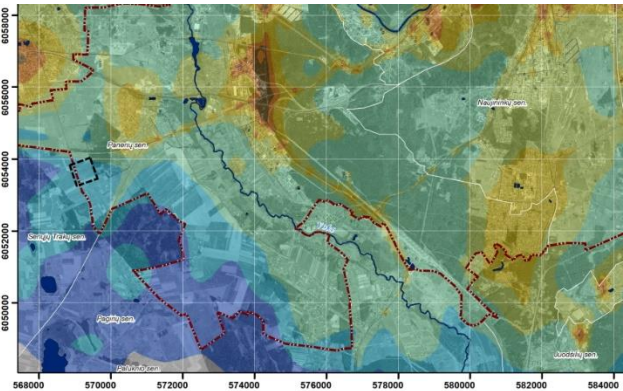 6058000
Naujininkų sen.
6056000
Panerių sen.
6054000
Senųjų Trakų sen.
6052000
Pagirių sen.
6050000
Juodšilių sen.
568000 570000 572000 574000 576000 578000 580000 582000 584000